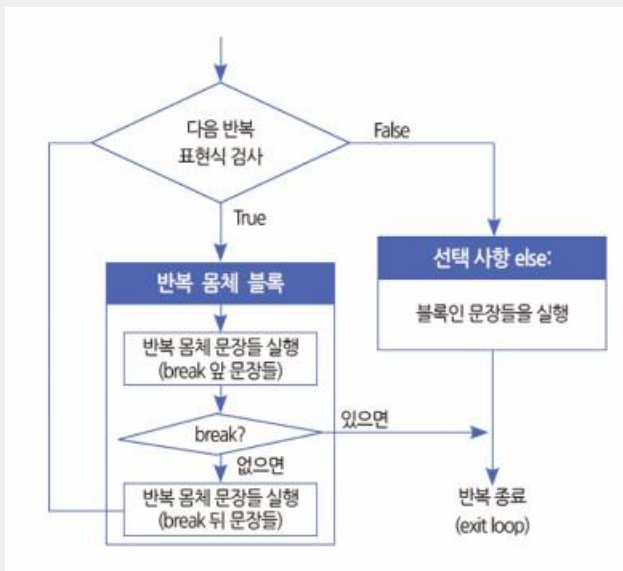 다음 반복
표현식 검사
False
True
반복 몸체 블록
반복 몸체 문장들 실행
(break 앞 문장들)
break?
있으면
없으면
반복 몸체 문장들 실행
(break 뒤 문장들)
선택 사항 else:
블록인 문장들을 실행
반복 종료
(exit loop)